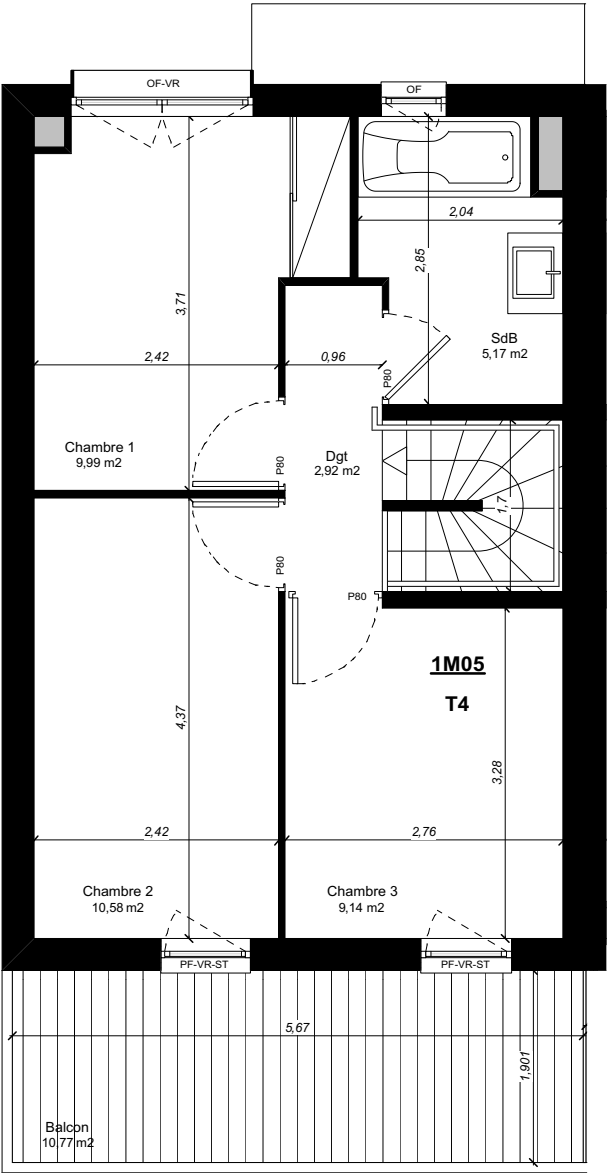 OF-VR
OF
2,04
2,85
3,71
SdB
5,17 m2
2,42
0,96
P80
Chambre 1
9,99 m2
Dgt
2,92 m2
P80
1,7
P80
P80
1M05
T4
4,37
3,28
2,42
2,76
Chambre 2
10,58 m2
Chambre 3
9,14 m2
PF-VR-ST
PF-VR-ST
5,67
1,901
Balcon
10,77 m2